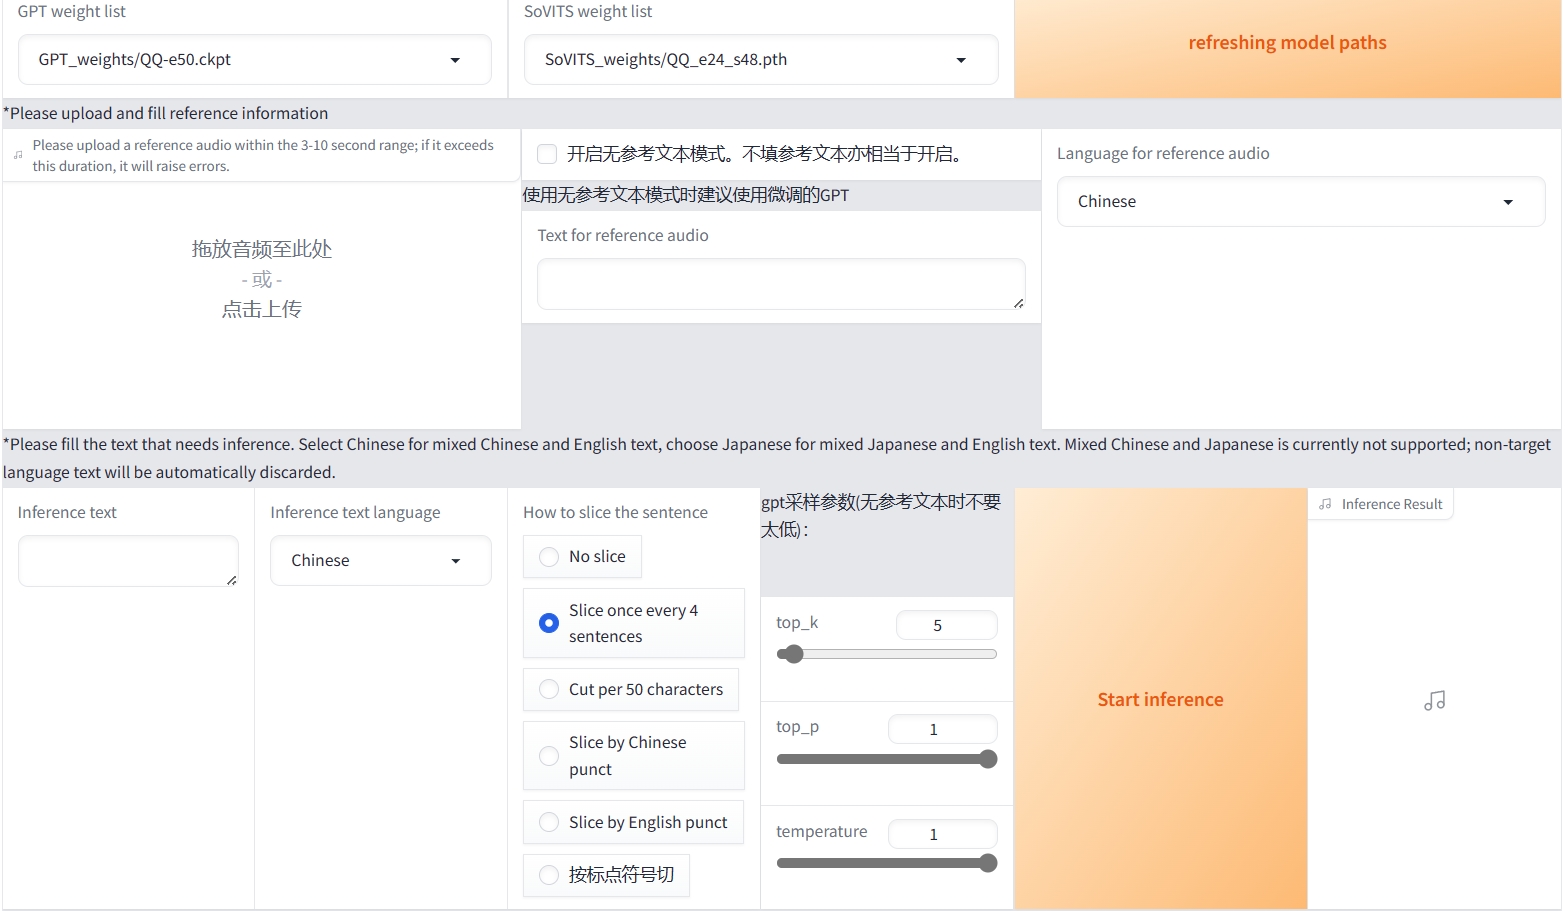 GPT weight list
GPT_weights/QQ-e50.ckpt
SoVITS weight list
SoVITS_weights/QQ_e24_s48.pth
refreshing model paths
*Please upload and fill reference information
Please upload a reference audio within the 3-10 second range; if it exceeds
this duration, it will raise errors.
拖放音频至此处
- 或 -
点击上传
开启无参考文本模式。不填参考文本亦相当于开启。
使用无参考文本模式时建议使用微调的GPT
Text for reference audio
Language for reference audio
Chinese
*Please fill the text that needs inference. Select Chinese for mixed Chinese and English text, choose Japanese for mixed Japanese and English text. Mixed Chinese and Japanese is currently not supported; non-target
language text will be automatically discarded.
Inference text
Inference text language
Chinese
How to slice the sentence
No slice
Slice once every 4
sentences
Cut per 50 characters
Slice by Chinese
punct
Slice by English punct
按标点符号切
gpt采样参数(无参考文本时不要
太低)：
top_k
5
top_p
1
temperature
1
Start inference
Inference Result